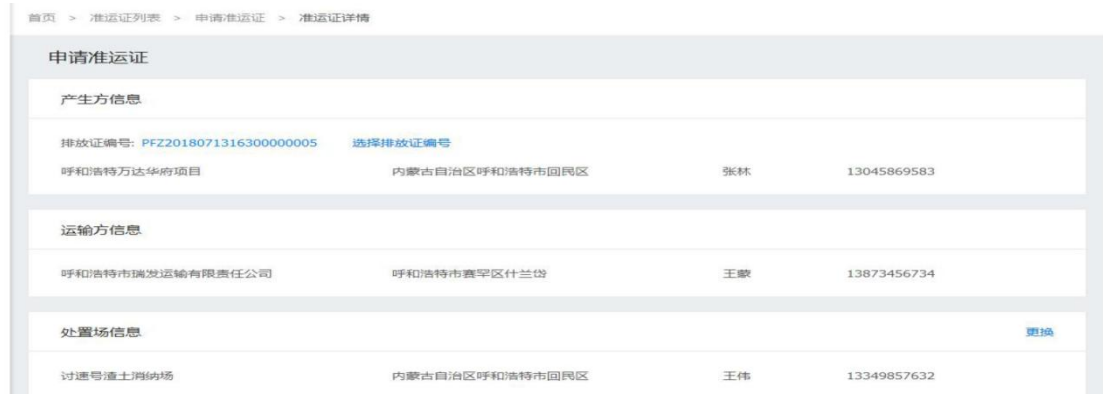 首页 > 准运证列表 > 申请准运证 > 准运证详情
申请准运证
产生方信息
排放证编号: PFZ2018071316300000005 选择排放证编号
呼和浩特万达华府项目 内蒙古自治区呼和浩特市回民区 张林 13045869583
运输方信息
呼和浩特市瑞发运输有限责任公司 呼和浩特市赛罕区什兰岱 王蒙 13873456734
处置场信息 更换
讨速号渣土消纳场 内蒙古自治区呼和浩特市回民区 王伟 13349857632